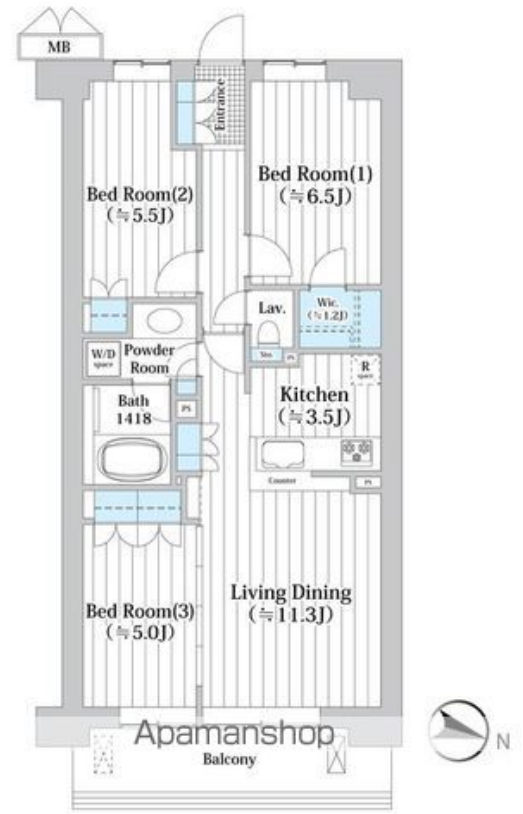 MB
Entrance
Bed Room(1)
(≒6.5J)
Bed Room(2)
(≒5.5J)
Lav.
Wic.
(≒1.2J)
W/D
space
Powder
Room
Sto.
PS
R
space
Kitchen
(≒3.5J)
Bath
1418
PS
Counter
PS
Living Dining
(≒11.3J)
Bed Room(3)
(≒5.0J)
Apamanshop
Balcony
N